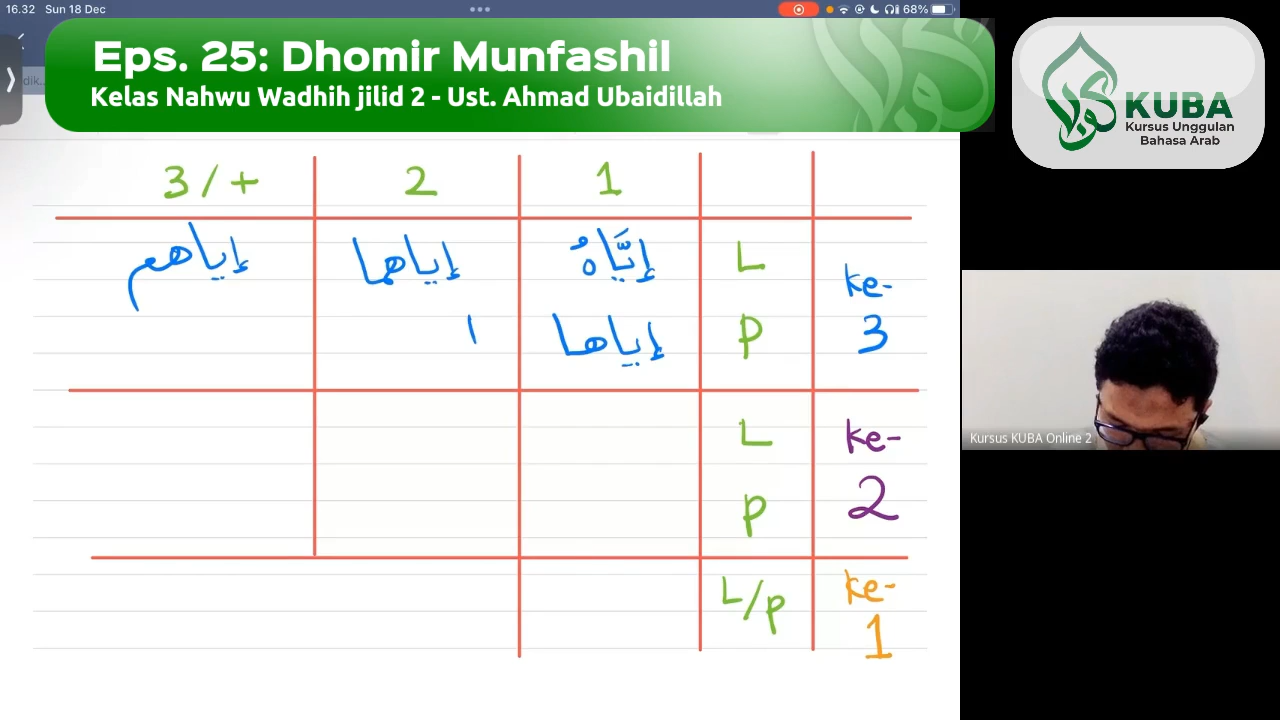 16.32 Sun 18 Dec
68%
Eps. 25: Dhomir Munfashil
Kelas Nahwu Wadhih jilid 2 - Ust. Ahmad Ubaidillah
KUBA
Kursus Unggulan
Bahasa Arab
3/+ 2 1
إياهم إياهما إيَّاهُ L ke-
ا إياها P 3
L ke-
P 2
L/P ke-
1
Kursus KUBA Online 2